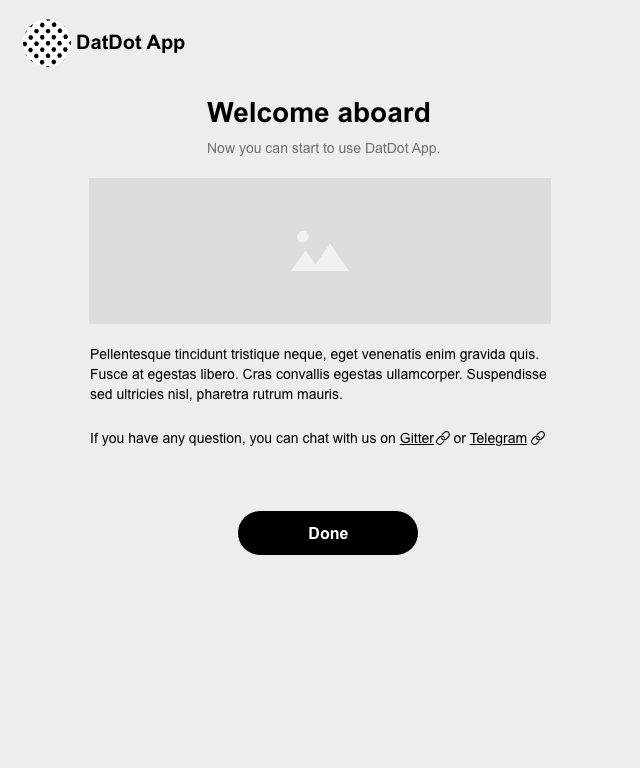 DatDot App
Welcome aboard
Now you can start to use DatDot App.
Pellentesque tincidunt tristique neque, eget venenatis enim gravida quis.
Fusce at egestas libero. Cras convallis egestas ullamcorper. Suspendisse
sed ultricies nisl, pharetra rutrum mauris.
If you have any question, you can chat with us on Gitter or Telegram
Done